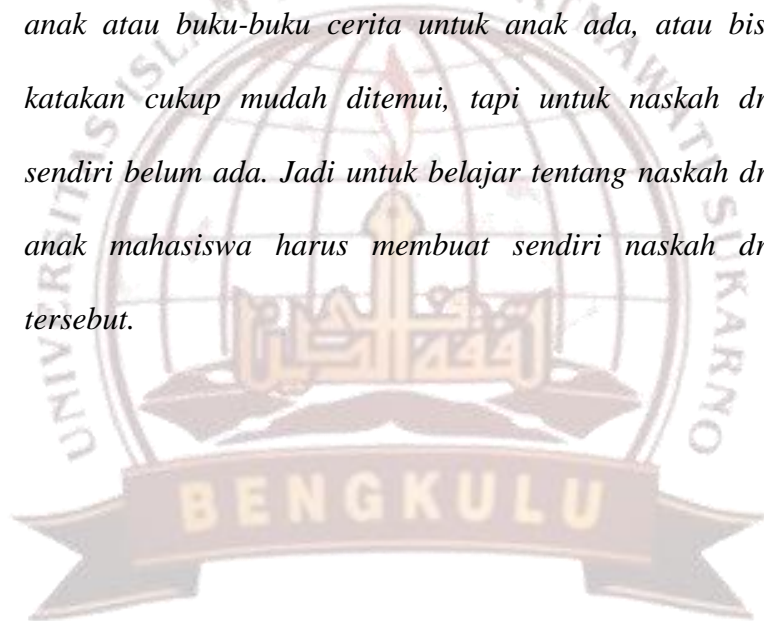 anak atau buku-buku cerita untuk anak ada, atau bis
katakan cukup mudah ditemui, tapi untuk naskah dr
sendiri belum ada. Jadi untuk belajar tentang naskah dr
anak mahasiswa harus membuat sendiri naskah dr
tersebut.
BENGKULU